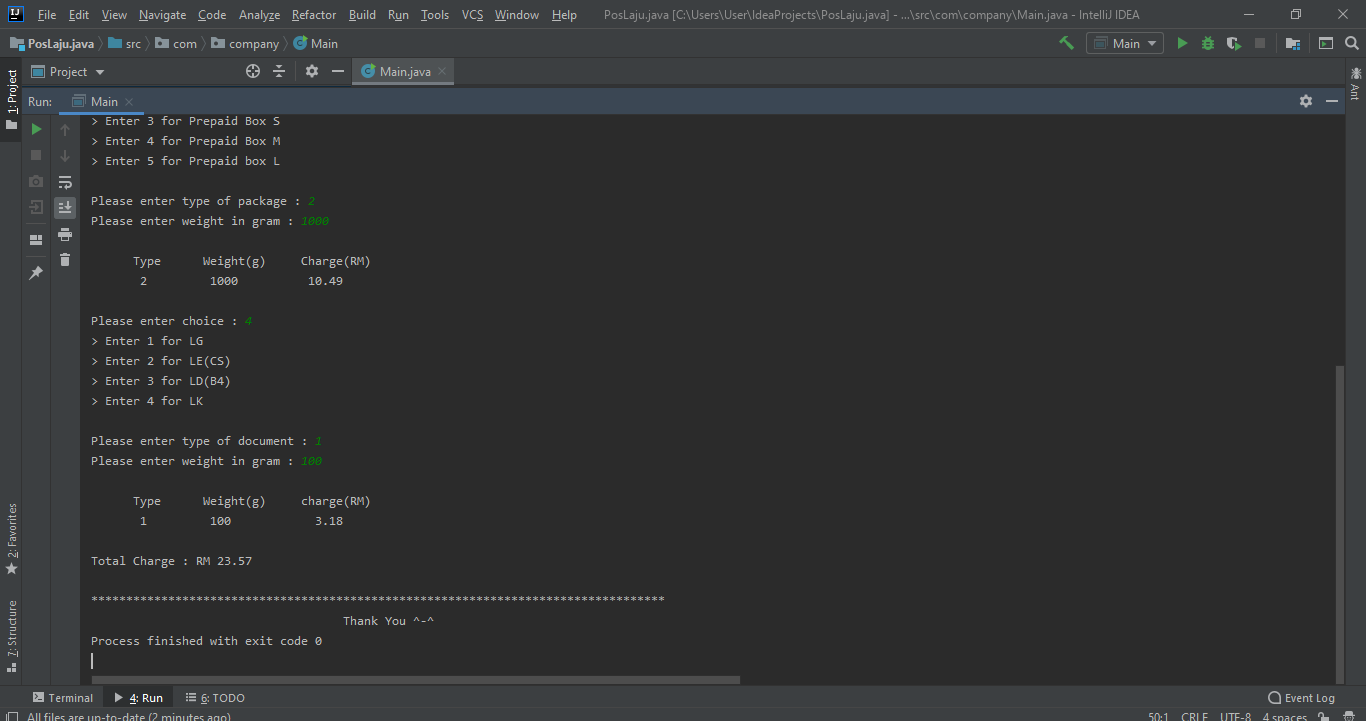 File Edit View Navigate Code Analyze Refactor Build Run Tools VCS Window Help PosLaju.java [C:\Users\User\IdeaProjects\PosLaju.java] - ...\src\com\company\Main.java - IntelliJ IDEA
PosLaju.java src com company Main Main
1: Project
Project Main.java
Ant
Run: Main
> Enter 3 for Prepaid Box S
> Enter 4 for Prepaid Box M
> Enter 5 for Prepaid box L
Please enter type of package : 2
Please enter weight in gram : 1000
Type Weight(g) Charge(RM)
2 1000 10.49
Please enter choice : 4
> Enter 1 for LG
> Enter 2 for LE(CS)
> Enter 3 for LD(B4)
> Enter 4 for LK
Please enter type of document : 1
Please enter weight in gram : 100
Type Weight(g) charge(RM)
1 100 3.18
Total Charge : RM 23.57
**********************************************************************************
Thank You ^-^
Process finished with exit code 0
2: Favorites
7: Structure
Terminal 4: Run 6: TODO Event Log
All files are up-to-date (2 minutes ago) 50:1 CRLF UTF-8 4 spaces